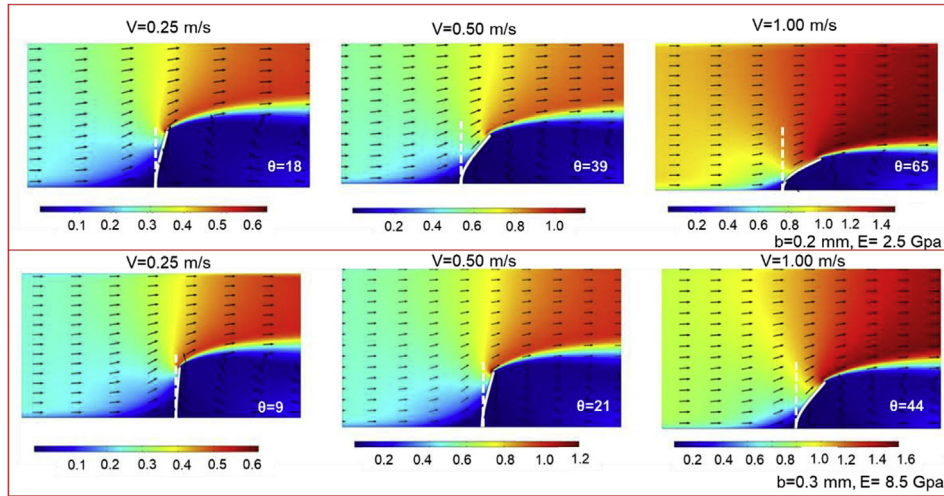 V=0.25 m/s V=0.50 m/s V=1.00 m/s
θ=18 θ=39 θ=65
0.1 0.2 0.3 0.4 0.5 0.6 0.2 0.4 0.6 0.8 1.0 0.2 0.4 0.6 0.8 1.0 1.2 1.4
b=0.2 mm, E= 2.5 Gpa
V=0.25 m/s V=0.50 m/s V=1.00 m/s
θ=9 θ=21 θ=44
0.1 0.2 0.3 0.4 0.5 0.6 0.2 0.4 0.6 0.8 1.0 1.2 0.2 0.4 0.6 0.8 1.0 1.2 1.4 1.6
b=0.3 mm, E= 8.5 Gpa